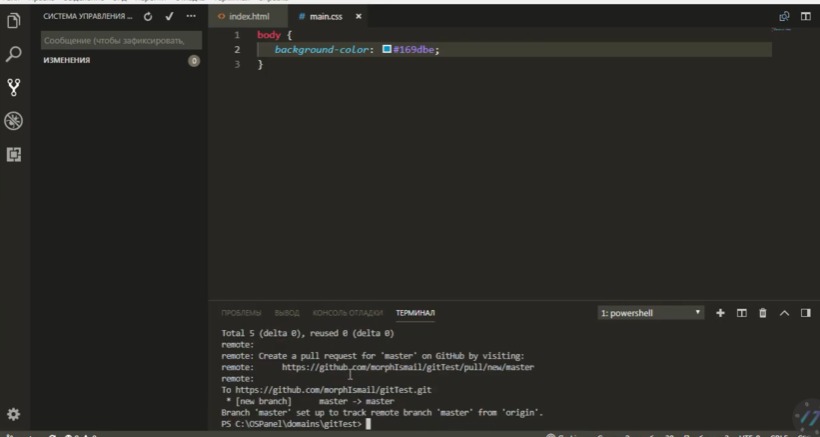 СИСТЕМА УПРАВЛЕНИЯ ...
index.html
main.css
Сообщение (чтобы зафиксировать,
ИЗМЕНЕНИЯ
0
1 body {
2 background-color: #169dbe;
3 }
ПРОБЛЕМЫ ВЫВОД КОНСОЛЬ ОТЛАДКИ ТЕРМИНАЛ
1: powershell
Total 5 (delta 0), reused 0 (delta 0)
remote:
remote: Create a pull request for 'master' on GitHub by visiting:
remote: https://github.com/morphIsmail/gitTest/pull/new/master
remote:
To https://github.com/morphIsmail/gitTest.git
* [new branch] master -> master
Branch 'master' set up to track remote branch 'master' from 'origin'.
PS C:\OSPanel\domains\gitTest>